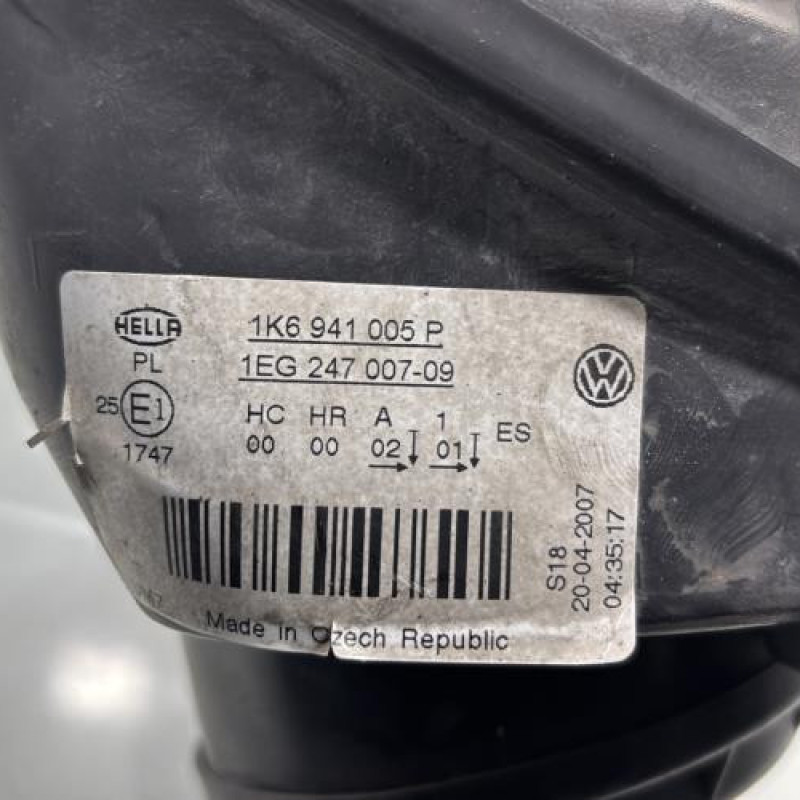 HELLA
1K6 941 005 P
PL
1EG 247 007-09
25 E1
HC HR A 1 ES
1747
00 00 02 01
VW
S18
20-04-2007
04:35:17
Made in Czech Republic